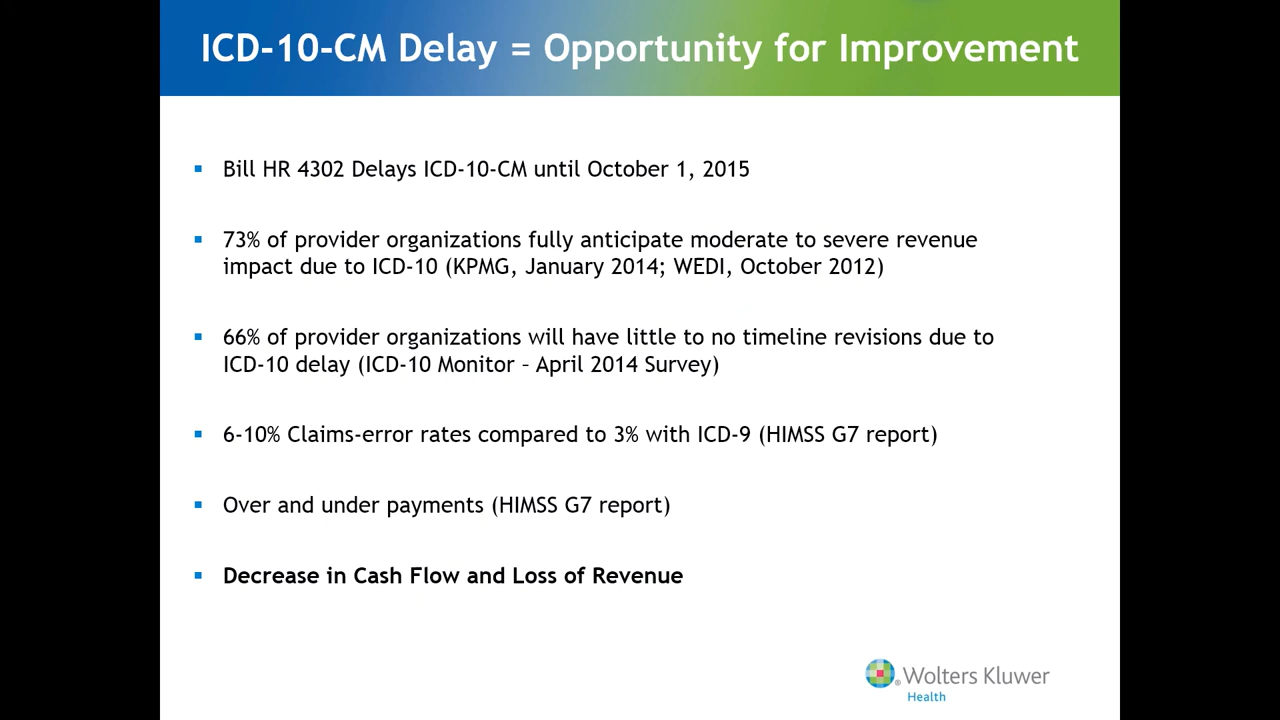 ICD-10-CM Delay = Opportunity for Improvement
▪ Bill HR 4302 Delays ICD-10-CM until October 1, 2015
▪ 73% of provider organizations fully anticipate moderate to severe revenue
impact due to ICD-10 (KPMG, January 2014; WEDI, October 2012)
▪ 66% of provider organizations will have little to no timeline revisions due to
ICD-10 delay (ICD-10 Monitor – April 2014 Survey)
▪ 6-10% Claims-error rates compared to 3% with ICD-9 (HIMSS G7 report)
▪ Over and under payments (HIMSS G7 report)
▪ Decrease in Cash Flow and Loss of Revenue
® Wolters Kluwer
Health